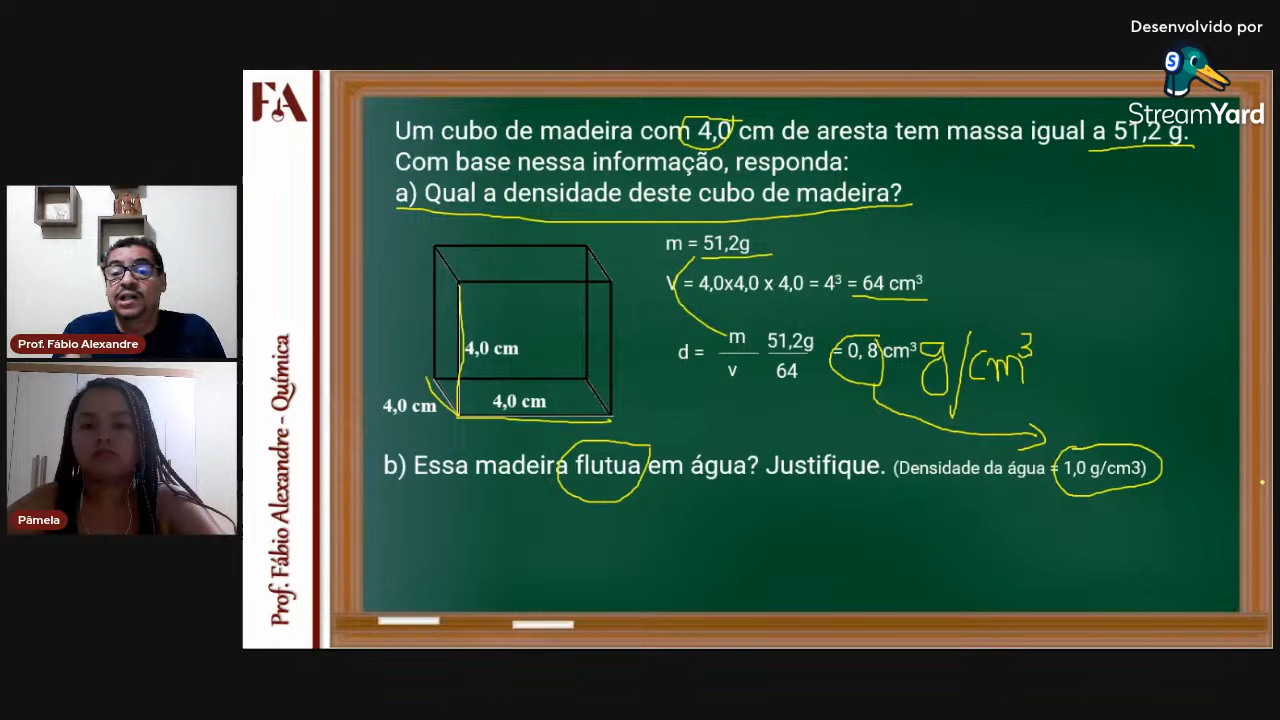 Desenvolvido por
S
StreamYard
FA
Um cubo de madeira com 4,0 cm de aresta tem massa igual a 51,2 g.
Com base nessa informação, responda:
a) Qual a densidade deste cubo de madeira?
m = 51,2g
V = 4,0x4,0 x 4,0 = 4³ = 64 cm³
d = m 51,2g = 0, 8 cm³ g/cm³
v 64
4,0 cm
4,0 cm
4,0 cm
b) Essa madeira flutua em água? Justifique. (Densidade da água = 1,0 g/cm3)
Prof. Fábio Alexandre - Química
Prof. Fábio Alexandre
Pâmela